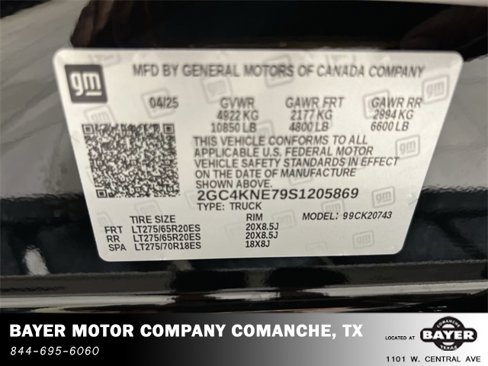 gm
MFD BY GENERAL MOTORS OF CANADA COMPANY
04/25 GVWR GAWR FRT GAWR RR
4922 KG 2177 KG 2994 KG
10850 LB 4800 LB 6600 LB
THIS VEHICLE CONFORMS TO ALL
APPLICABLE U.S. FEDERAL MOTOR
VEHICLE SAFETY STANDARDS IN EFFECT
ON THE DATE OF MANUFACTURE
SHOWN ABOVE.
2GC4KNE79S1205869
TYPE: TRUCK
TIRE SIZE RIM MODEL: 99CK20743
FRT LT275/65R20ES 20X8.5J
RR LT275/65R20ES 20X8.5J
SPA LT275/70R18ES 18X8J
BAYER MOTOR COMPANY COMANCHE, TX
844-695-6060
LOCATED AT
COMANCHE
BAYER
TEXAS
1101 W. CENTRAL AVE